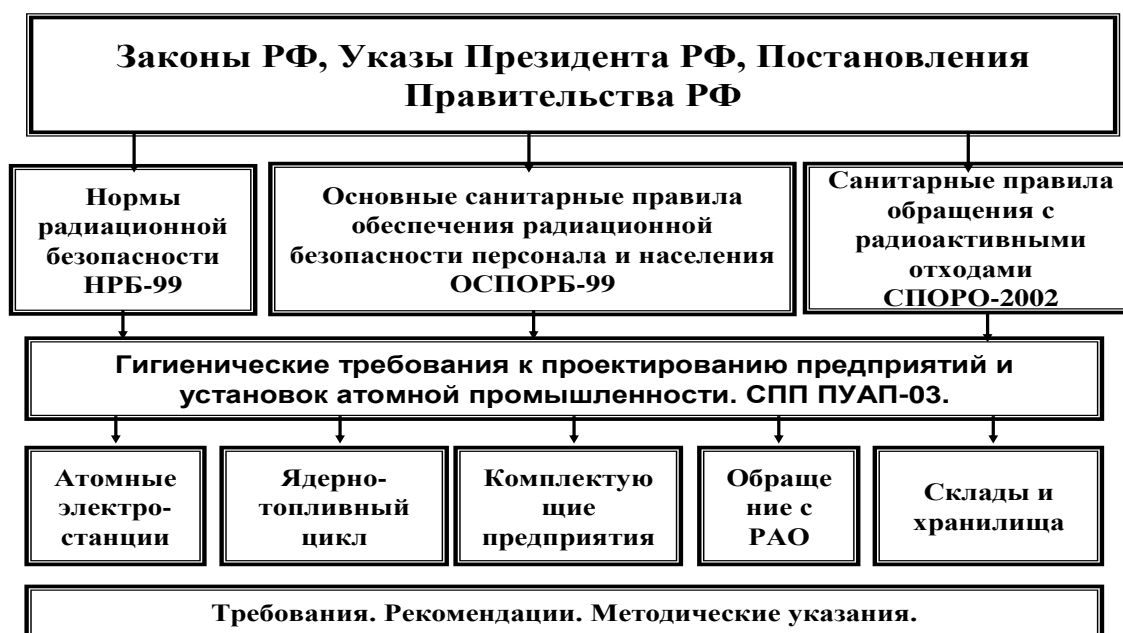 Законы РФ, Указы Президента РФ, Постановления
Правительства РФ
Нормы
радиационной
безопасности
НРБ-99
Основные санитарные правила
обеспечения радиационной
безопасности персонала и населения
ОСПОРБ-99
Санитарные правила
обращения с
радиоактивными
отходами
СПОРО-2002
Гигиенические требования к проектированию предприятий и
установок атомной промышленности. СПП ПУАП-03.
Атомные
электро-
станции
Ядерно-
топливный
цикл
Комплектую
щие
предприятия
Обраще
ние с
РАО
Склады и
хранилища
Требования. Рекомендации. Методические указания.